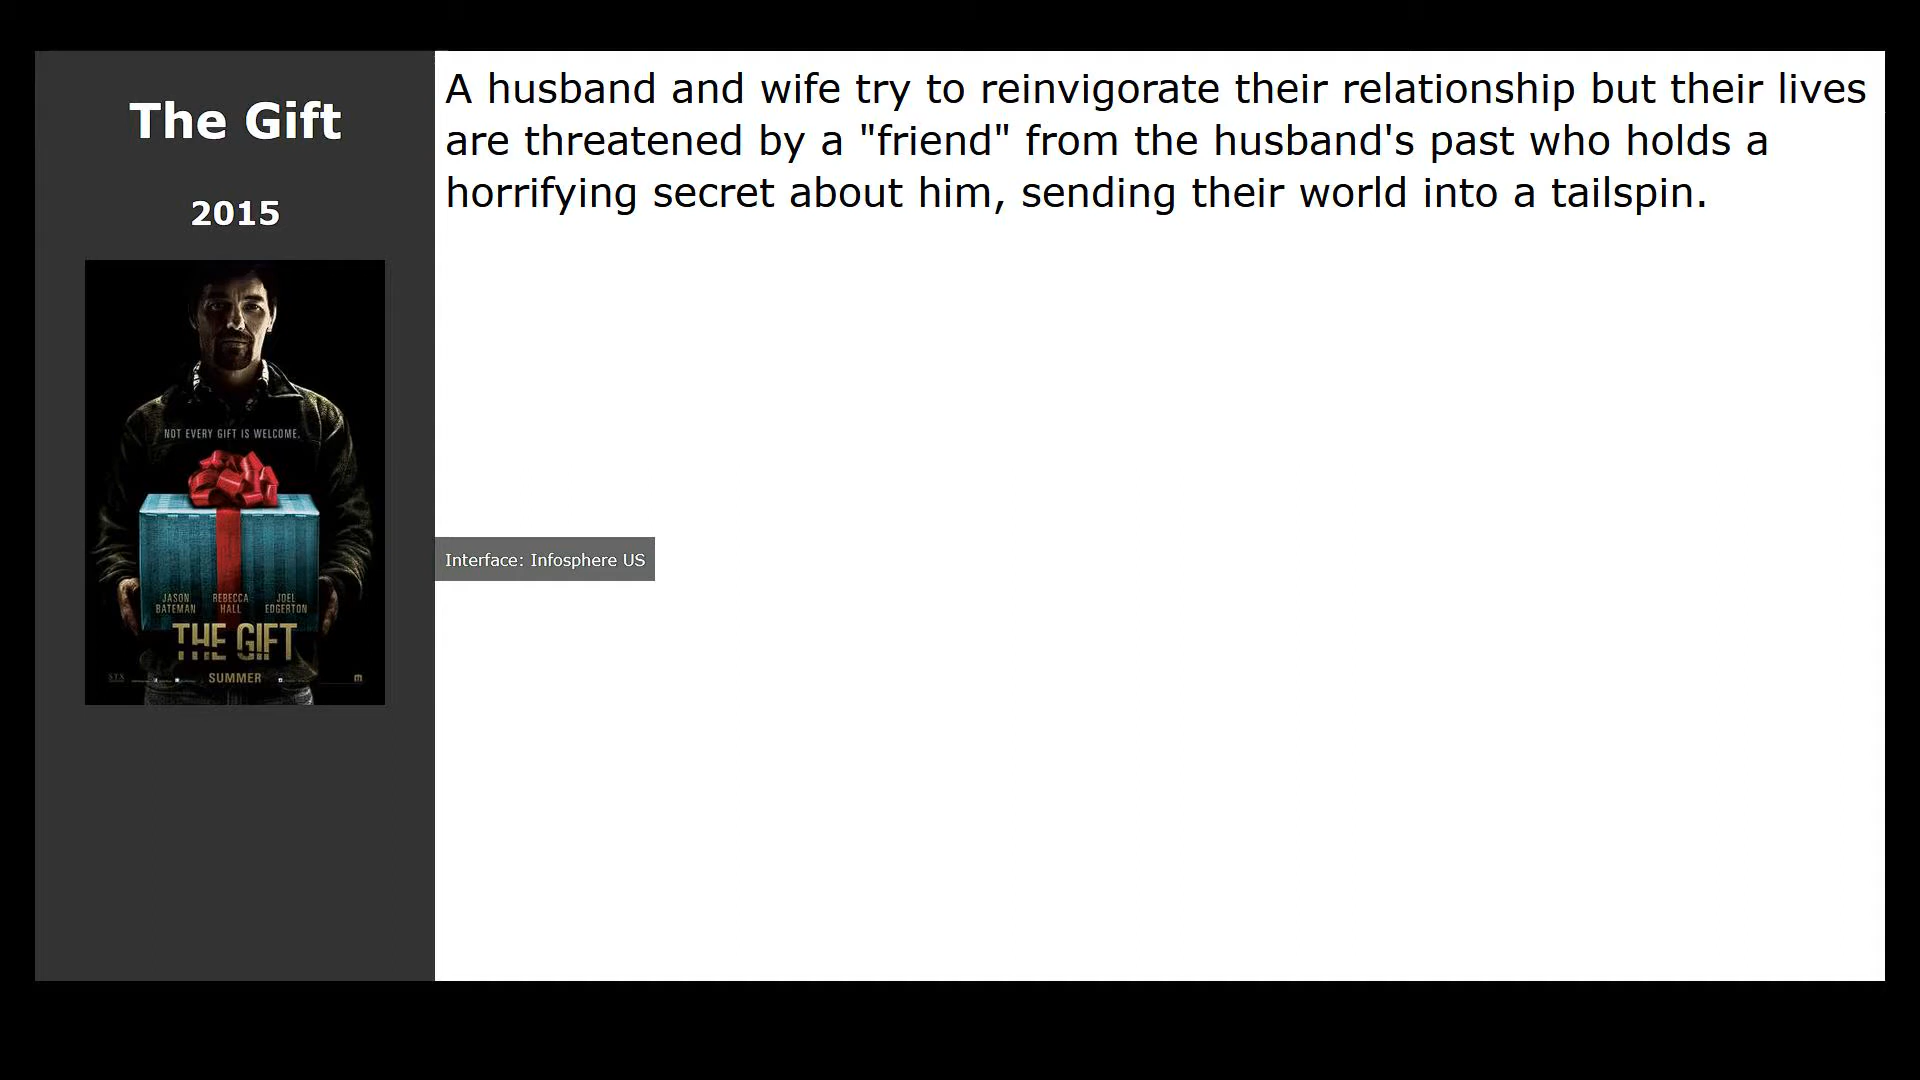 The Gift
2015
NOT EVERY GIFT IS WELCOME.
JASON BATEMAN
REBECCA HALL
JOEL EDGERTON
THE GIFT
STX
SUMMER
A husband and wife try to reinvigorate their relationship but their lives
are threatened by a "friend" from the husband's past who holds a
horrifying secret about him, sending their world into a tailspin.
Interface: Infosphere US